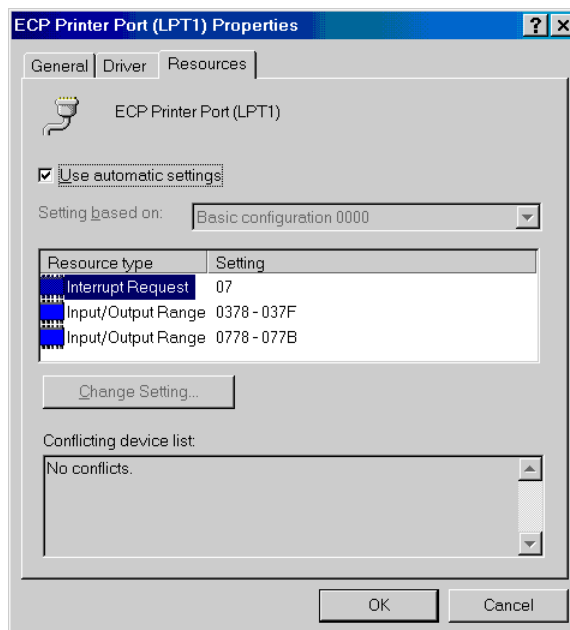 ECP Printer Port (LPT1) Properties
General Driver Resources
ECP Printer Port (LPT1)
Use automatic settings
Setting based on: Basic configuration 0000
Resource type Setting
Interrupt Request 07
Input/Output Range 0378 - 037F
Input/Output Range 0778 - 077B
Change Setting...
Conflicting device list:
No conflicts.
OK Cancel